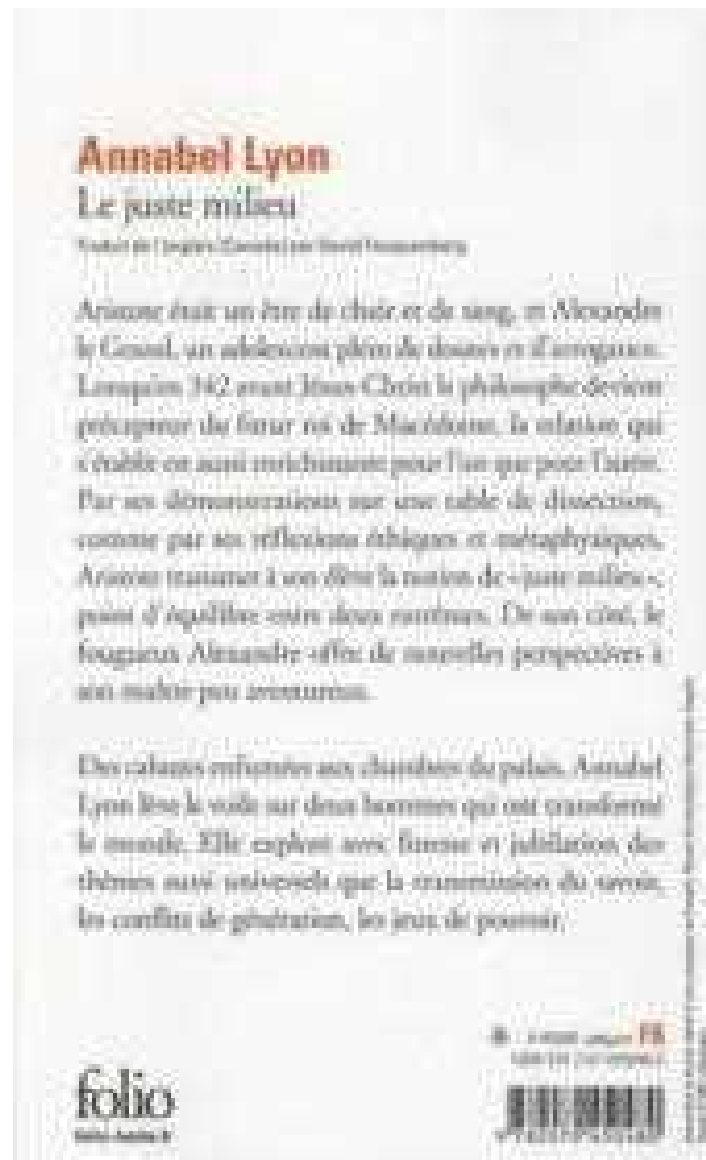 Annabel Lyon
Le juste milieu
Traduit de l'anglais (Canada) par David Fauquemberg
Aristote était un être de chair et de sang, et Alexandre
le Grand, un adolescent plein de doutes et d'arrogance.
Lorsqu'en 342 avant Jésus-Christ le philosophe devient
précepteur du futur roi de Macédoine, la relation qui
s'établit est aussi enrichissante pour l'un que pour l'autre.
Par ses démonstrations sur une table de dissection,
comme par ses réflexions éthiques et métaphysiques,
Aristote transmet à son élève la notion de « juste milieu »,
point d'équilibre entre deux extrêmes. De son côté, le
fougueux Alexandre offre de nouvelles perspectives à
son maître peu aventureux.
Des cabanes enfumées aux chambres du palais, Annabel
Lyon lève le voile sur deux hommes qui ont transformé
le monde. Elle explore avec finesse et jubilation des
thèmes aussi universels que la transmission du savoir,
les conflits de génération, les jeux de pouvoir.
folio